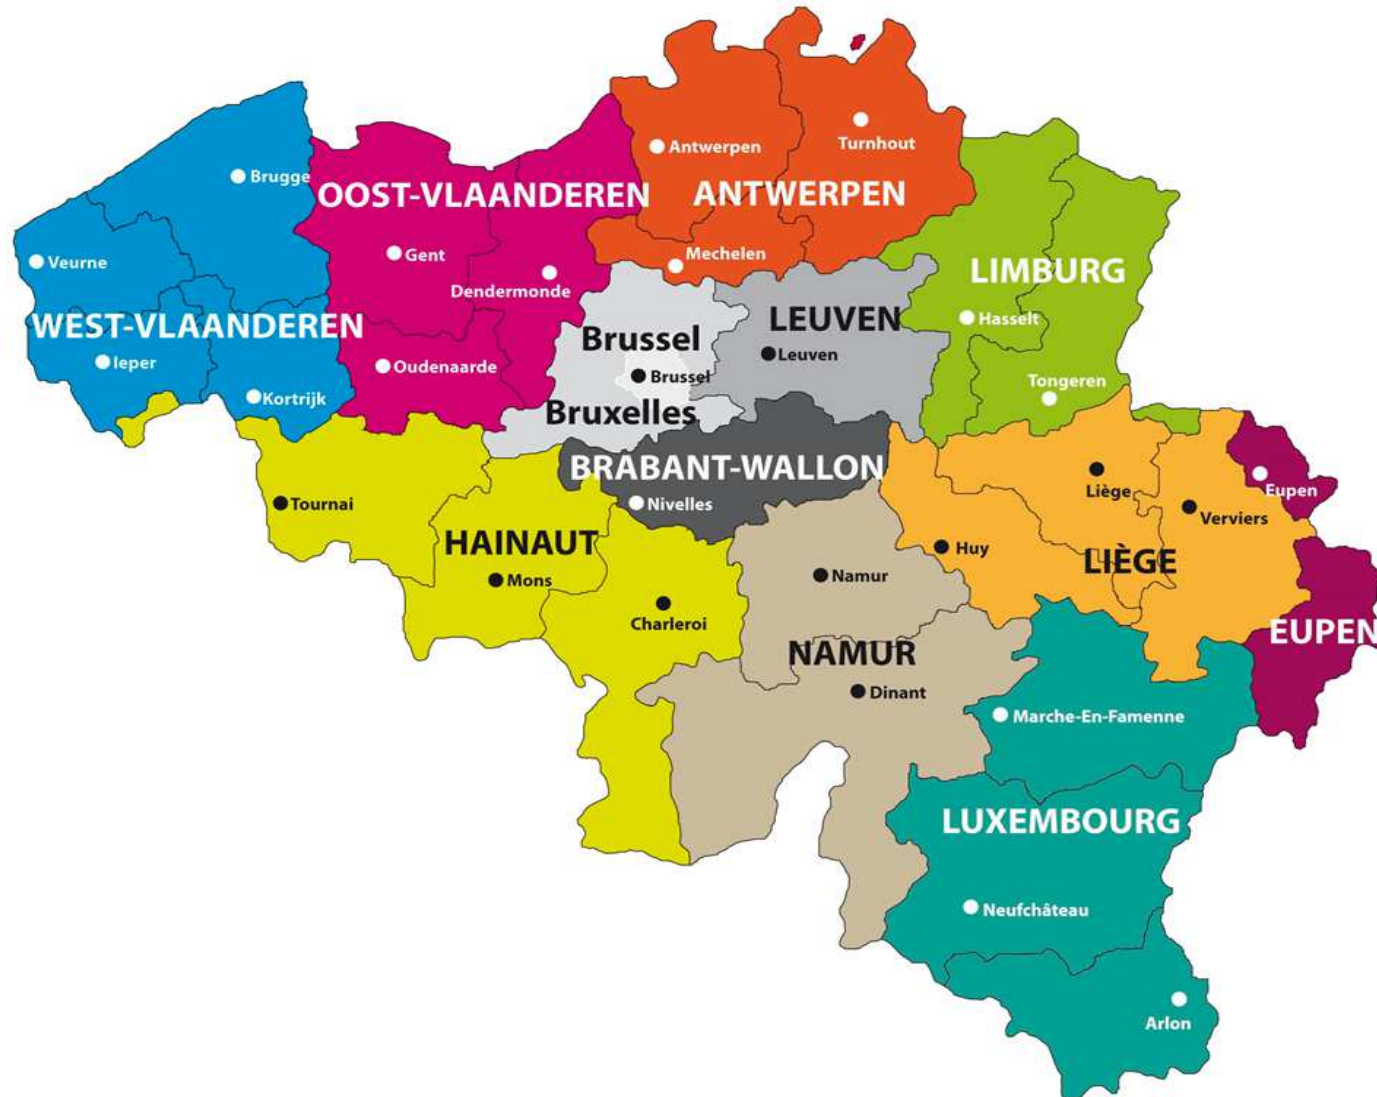 Antwerpen
Turnhout
Brugge
OOST-VLAANDEREN
ANTWERPEN
Veurne
Gent
Mechelen
LIMBURG
Dendermonde
WEST-VLAANDEREN
Brussel
LEUVEN
Hasselt
Ieper
Oudenaarde
Brussel
Leuven
Kortrijk
Bruxelles
Tongeren
BRABANT-WALLON
Liège
Eupen
Tournai
Nivelles
Verviers
HAINAUT
Huy
LIÈGE
Mons
Namur
Charleroi
EUPEN
NAMUR
Dinant
Marche-En-Famenne
LUXEMBOURG
Neufchâteau
Arlon